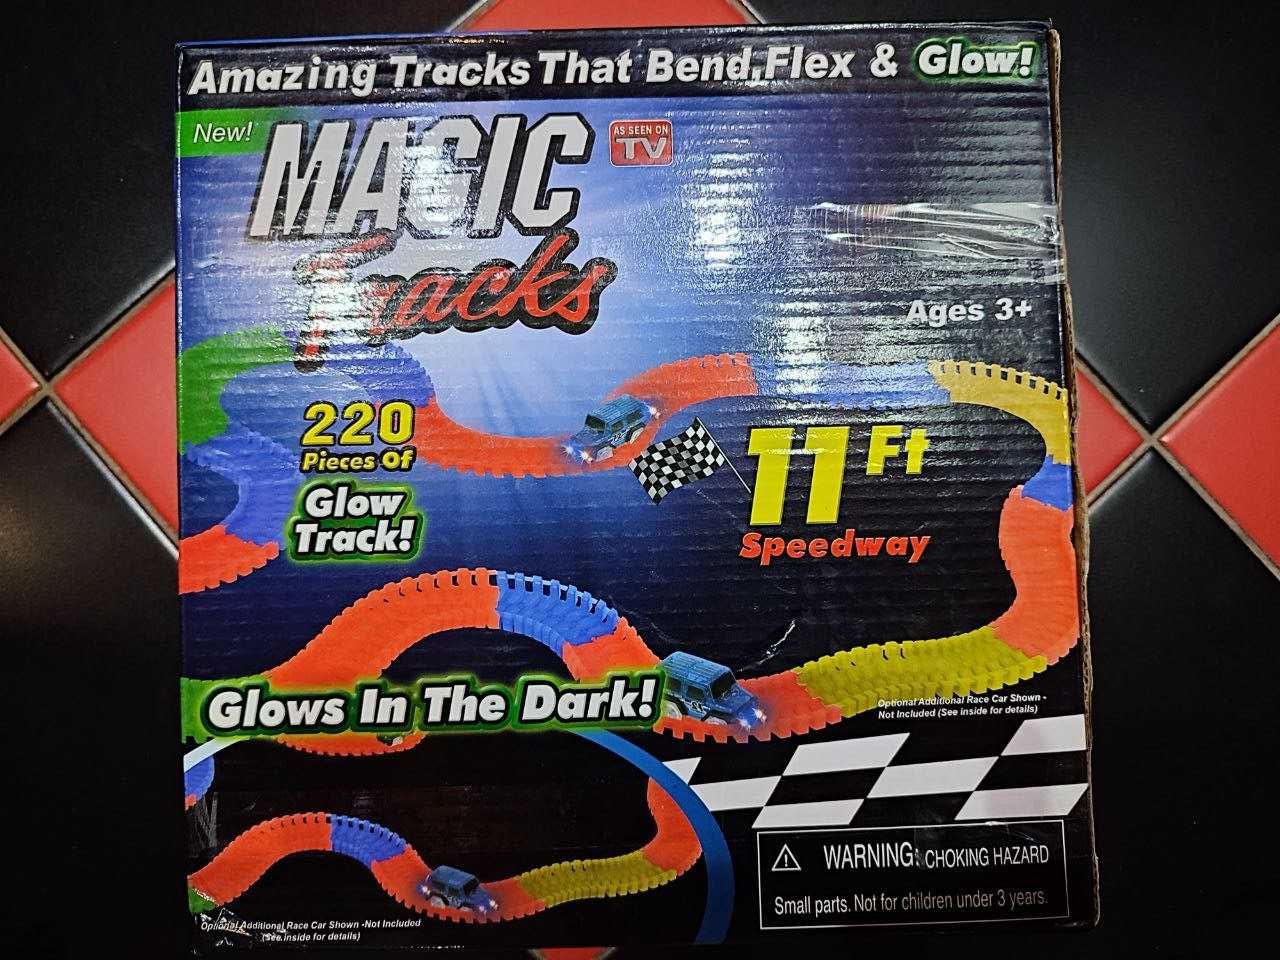 Amazing Tracks That Bend,Flex & Glow!
New!
MAGIC
Tracks
AS SEEN ON
TV
Ages 3+
220
Pieces Of
Glow
Track!
11 Ft
Speedway
Glows In The Dark!
Optional Additional Race Car Shown -
Not Included (See inside for details)
WARNING: CHOKING HAZARD
Small parts. Not for children under 3 years.
Optional Additional Race Car Shown -Not Included
(See inside for details)